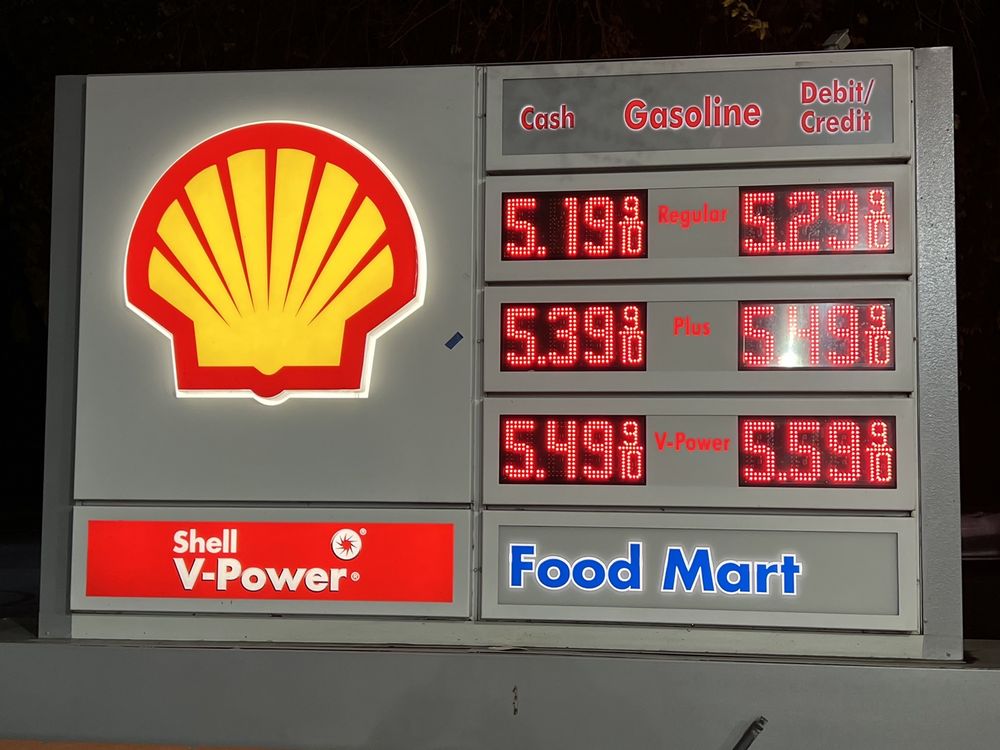 Cash Gasoline Debit/
Credit
5.19 9/10 Regular 5.29 9/10
5.39 9/10 Plus 5.49 9/10
5.49 9/10 V-Power 5.59 9/10
Shell
V-Power®
Food Mart